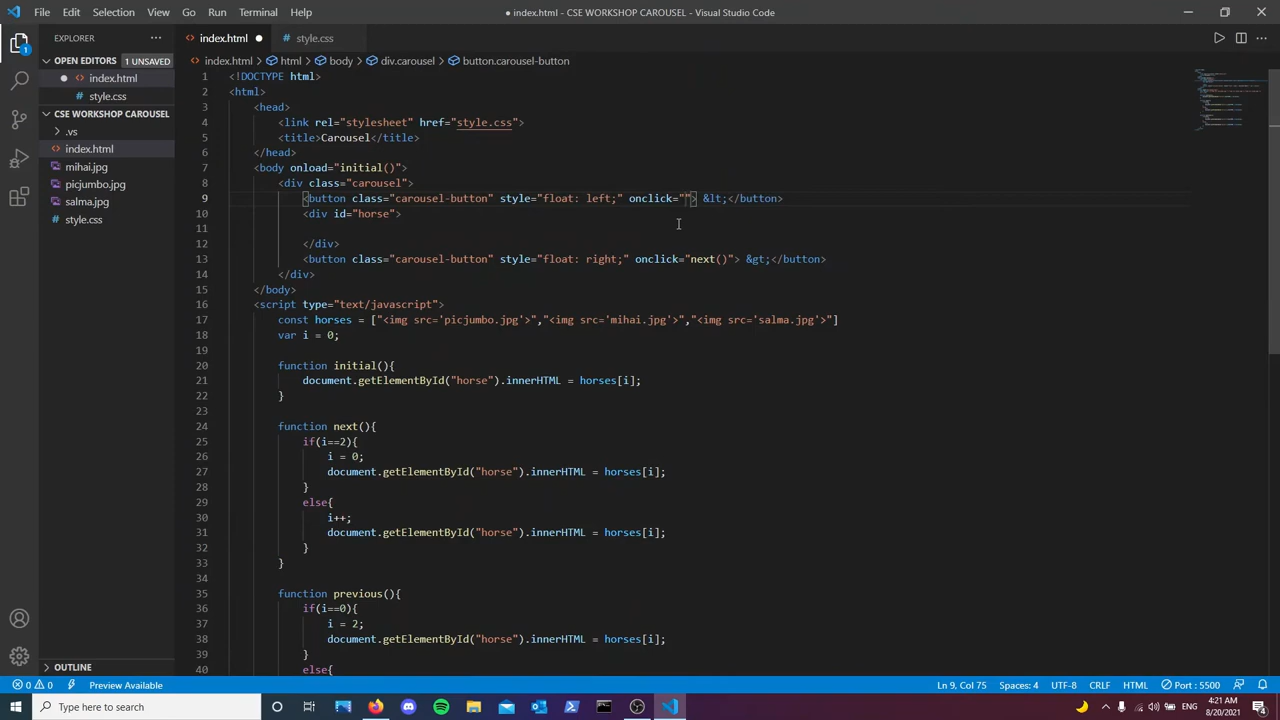 File Edit Selection View Go Run Terminal Help
● index.html - CSE WORKSHOP CAROUSEL - Visual Studio Code
EXPLORER ···
index.html ●
style.css
OPEN EDITORS 1 UNSAVED
● index.html
style.css
CSE WORKSHOP CAROUSEL
.vs
index.html
mihai.jpg
picjumbo.jpg
salma.jpg
style.css
OUTLINE
index.html > html > body > div.carousel > button.carousel-button
1 <!DOCTYPE html>
2 <html>
3 <head>
4 <link rel="stylesheet" href="style.css">
5 <title>Carousel</title>
6 </head>
7 <body onload="initial()">
8 <div class="carousel">
9 <button class="carousel-button" style="float: left;" onclick=""> &lt;</button>
10 <div id="horse">
11
12 </div>
13 <button class="carousel-button" style="float: right;" onclick="next()"> &gt;</button>
14 </div>
15 </body>
16 <script type="text/javascript">
17 const horses = ["<img src='picjumbo.jpg'>","<img src='mihai.jpg'>","<img src='salma.jpg'>"]
18 var i = 0;
19
20 function initial(){
21 document.getElementById("horse").innerHTML = horses[i];
22 }
23
24 function next(){
25 if(i==2){
26 i = 0;
27 document.getElementById("horse").innerHTML = horses[i];
28 }
29 else{
30 i++;
31 document.getElementById("horse").innerHTML = horses[i];
32 }
33 }
34
35 function previous(){
36 if(i==0){
37 i = 2;
38 document.getElementById("horse").innerHTML = horses[i];
39 }
40 else{
0 0 Preview Available Ln 9, Col 75 Spaces: 4 UTF-8 CRLF HTML Port : 5500
Type here to search ENG 4:21 AM
8/20/2021